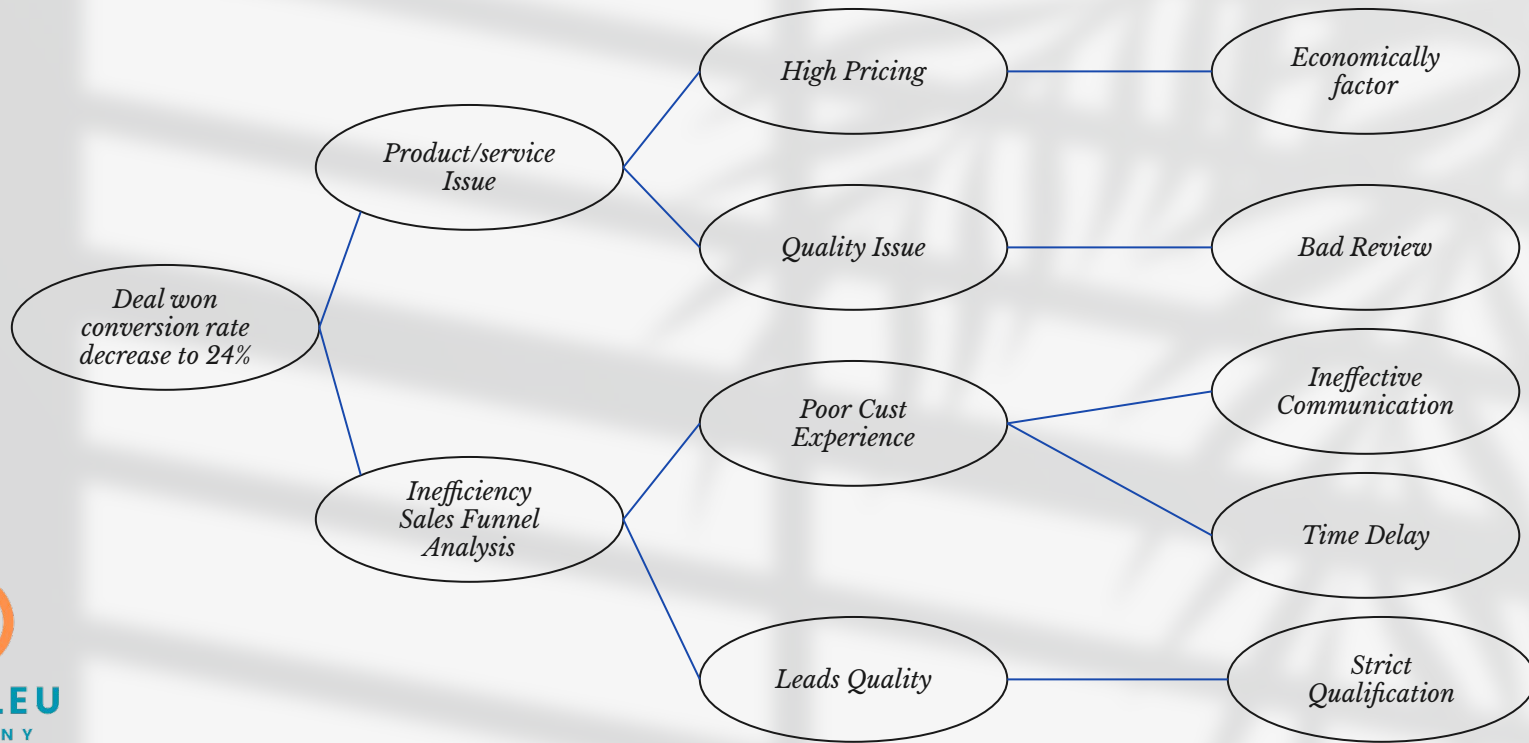 High Pricing
Economically
factor
Product/service
Issue
Quality Issue
Bad Review
Deal won
conversion rate
decrease to 24%
Poor Cust
Experience
Ineffective
Communication
Inefficiency
Sales Funnel
Analysis
Time Delay
Leads Quality
Strict
Qualification
LEU
NY